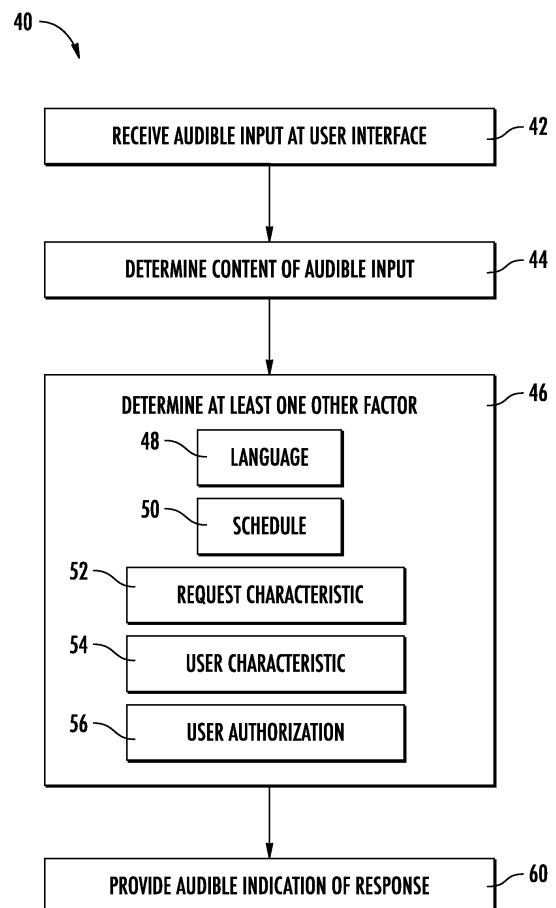 40
RECEIVE AUDIBLE INPUT AT USER INTERFACE
42
DETERMINE CONTENT OF AUDIBLE INPUT
44
DETERMINE AT LEAST ONE OTHER FACTOR
46
48
LANGUAGE
50
SCHEDULE
52
REQUEST CHARACTERISTIC
54
USER CHARACTERISTIC
56
USER AUTHORIZATION
PROVIDE AUDIBLE INDICATION OF RESPONSE
60